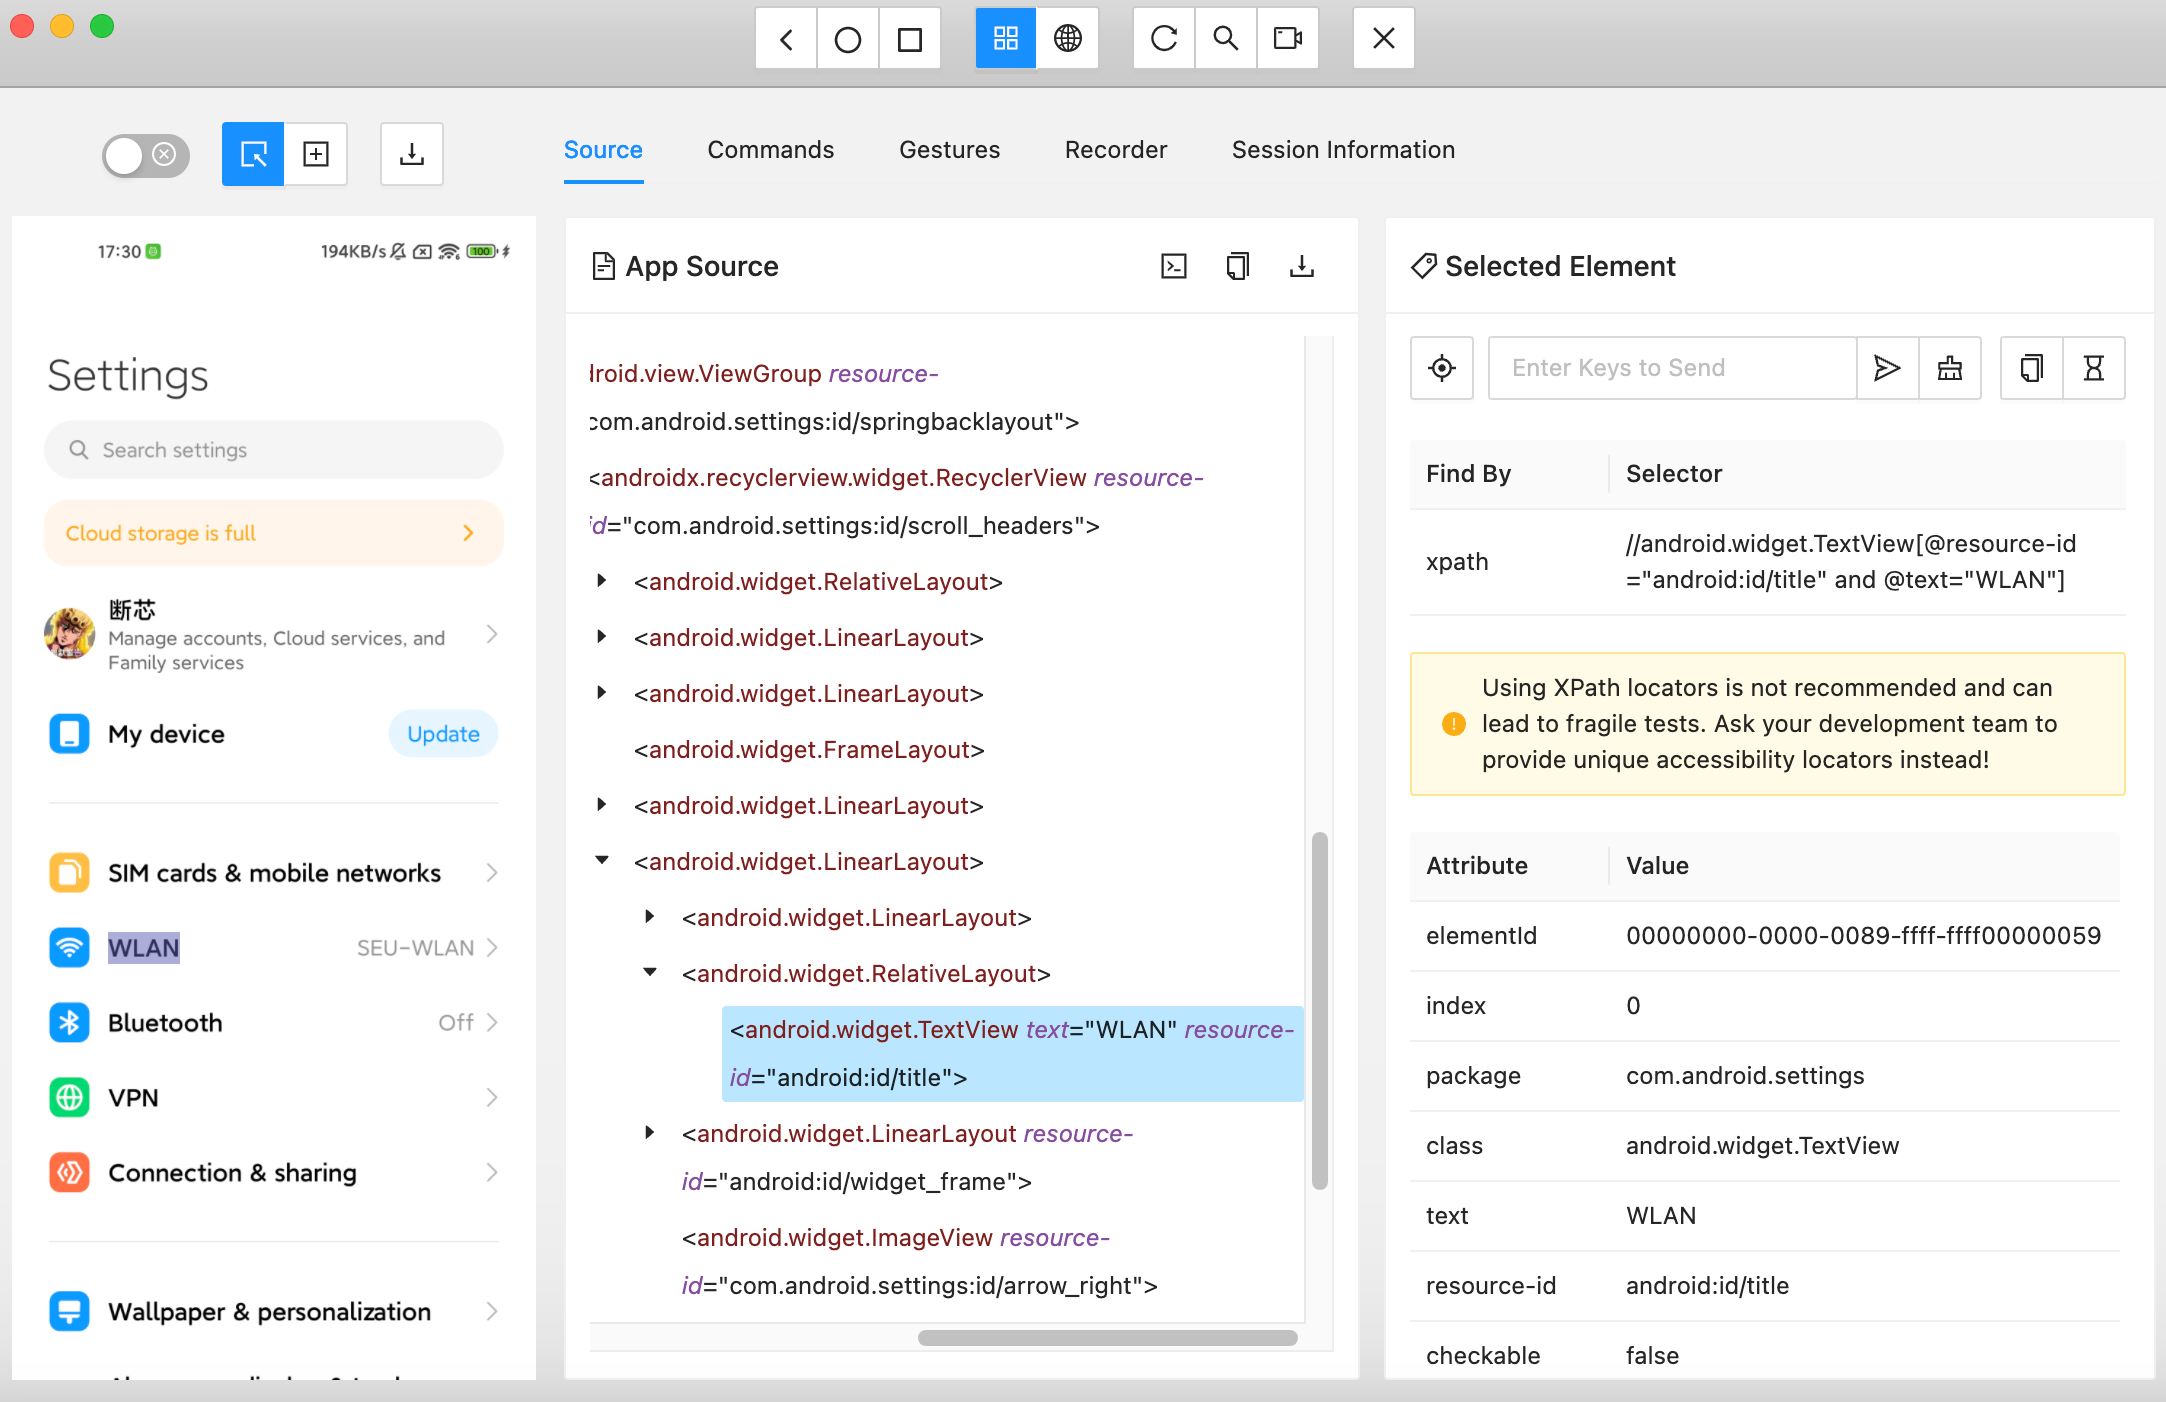 Source
Commands
Gestures
Recorder
Session Information
17:30
194KB/s
100
Settings
Search settings
Cloud storage is full
断芯
Manage accounts, Cloud services, and
Family services
My device
Update
SIM cards & mobile networks
WLAN
SEU-WLAN
Bluetooth
Off
VPN
Connection & sharing
Wallpaper & personalization
App Source
droid.view.ViewGroup resource-
com.android.settings:id/springbacklayout">
<androidx.recyclerview.widget.RecyclerView resource-
id="com.android.settings:id/scroll_headers">
<android.widget.RelativeLayout>
<android.widget.LinearLayout>
<android.widget.LinearLayout>
<android.widget.FrameLayout>
<android.widget.LinearLayout>
<android.widget.LinearLayout>
<android.widget.LinearLayout>
<android.widget.RelativeLayout>
<android.widget.TextView text="WLAN" resource-
id="android:id/title">
<android.widget.LinearLayout resource-
id="android:id/widget_frame">
<android.widget.ImageView resource-
id="com.android.settings:id/arrow_right">
Selected Element
Enter Keys to Send
Find By
Selector
xpath
//android.widget.TextView[@resource-id
="android:id/title" and @text="WLAN"]
Using XPath locators is not recommended and can
lead to fragile tests. Ask your development team to
provide unique accessibility locators instead!
Attribute
Value
elementId
00000000-0000-0089-ffff-ffff00000059
index
0
package
com.android.settings
class
android.widget.TextView
text
WLAN
resource-id
android:id/title
checkable
false